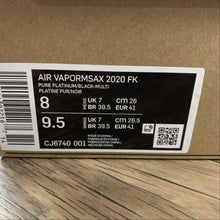 AIR VAPORMSAX 2020 FK
PURE PLATINUM/BLACK-MULTI
PLATINE PUR/NOIR
8 UK 7 CM 26
BR 39.5 EUR 41
9.5 UK 7 CM 26.5
BR 39.5 EUR 41
CJ6740 001